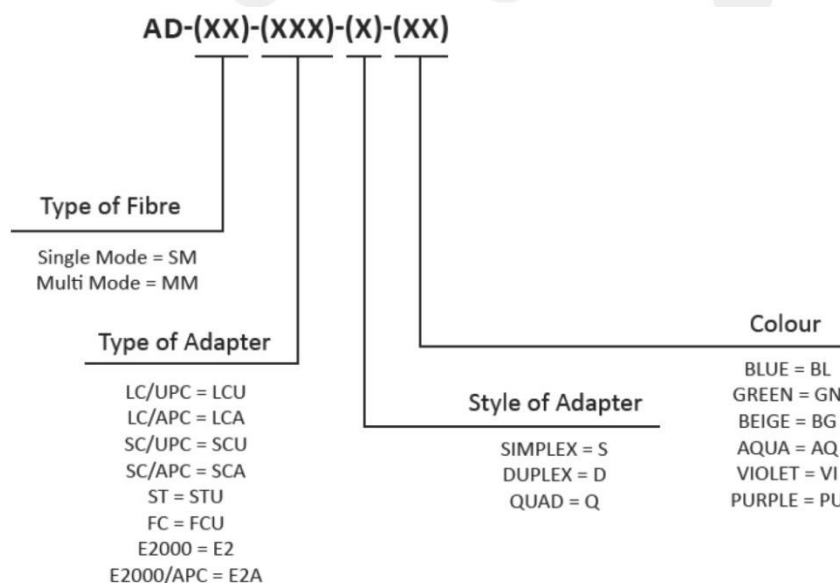 AD-(XX)-(XXX)-(X)-(XX)
Type of Fibre
Single Mode = SM
Multi Mode = MM
Type of Adapter
LC/UPC = LCU
LC/APC = LCA
SC/UPC = SCU
SC/APC = SCA
ST = STU
FC = FCU
E2000 = E2
E2000/APC = E2A
Style of Adapter
SIMPLEX = S
DUPLEX = D
QUAD = Q
Colour
BLUE = BL
GREEN = GN
BEIGE = BG
AQUA = AQ
VIOLET = VI
PURPLE = PU